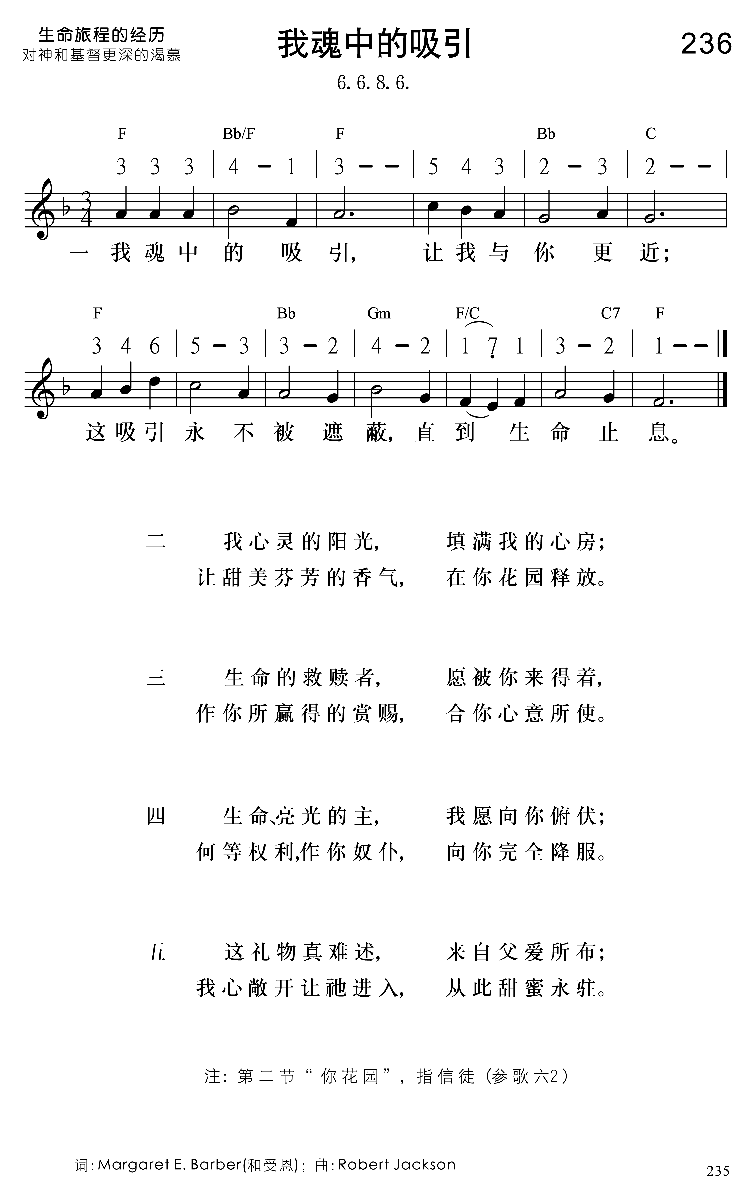 生命旅程的经历
对神和基督更深的渴慕
我魂中的吸引
236
6. 6. 8. 6.
F Bb/F F Bb C
3 3 3 | 4 - 1 | 3 - - | 5 4 3 | 2 - 3 | 2 - - |
3/4
一 我魂中的吸引, 让我与你更近;
F Bb Gm F/C C7 F
3 4 6 | 5 - 3 | 3 - 2 | 4 - 2 | 1 7̣ 1 | 3 - 2 | 1 - - ‖
这吸引永不被遮蔽, 直到生命止息。
二 我心灵的阳光, 填满我的心房;
让甜美芬芳的香气, 在你花园释放。
三 生命的救赎者, 愿被你来得着,
作你所赢得的赏赐, 合你心意所使。
四 生命、亮光的主, 我愿向你俯伏;
何等权利,作你奴仆, 向你完全降服。
五 这礼物真难述, 来自父爱所布;
我心敞开让祂进入, 从此甜蜜永驻。
注: 第二节“你花园”, 指信徒 (参歌六2)
词: Margaret E. Barber(和受恩); 曲: Robert Jackson
235